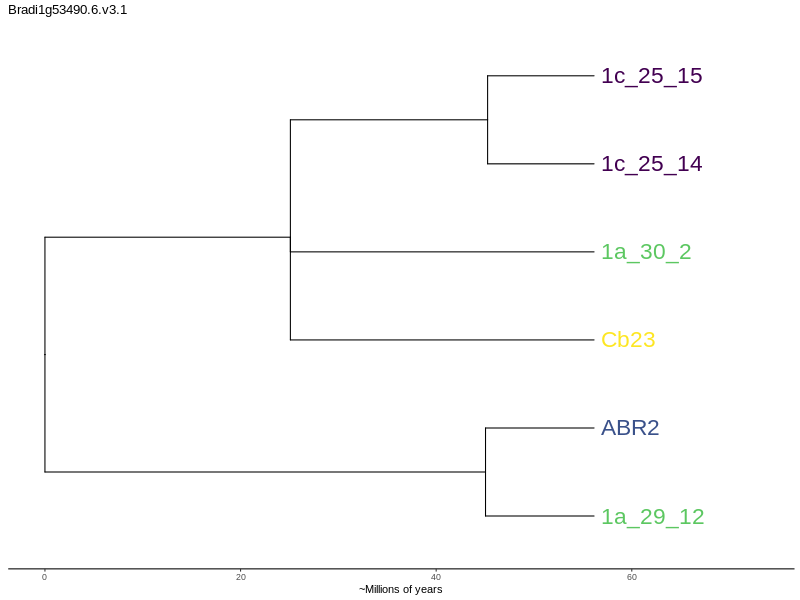 Bradi1g53490.6.v3.1
1c_25_15
1c_25_14
1a_30_2
Cb23
ABR2
1a_29_12
0 20 40 60
~Millions of years